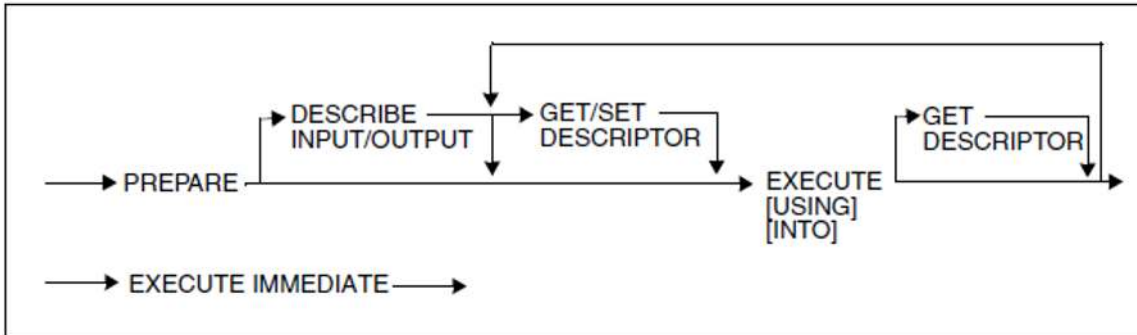 DESCRIBE
INPUT/OUTPUT
GET/SET
DESCRIPTOR
GET
DESCRIPTOR
PREPARE
EXECUTE
[USING]
[INTO]
EXECUTE IMMEDIATE